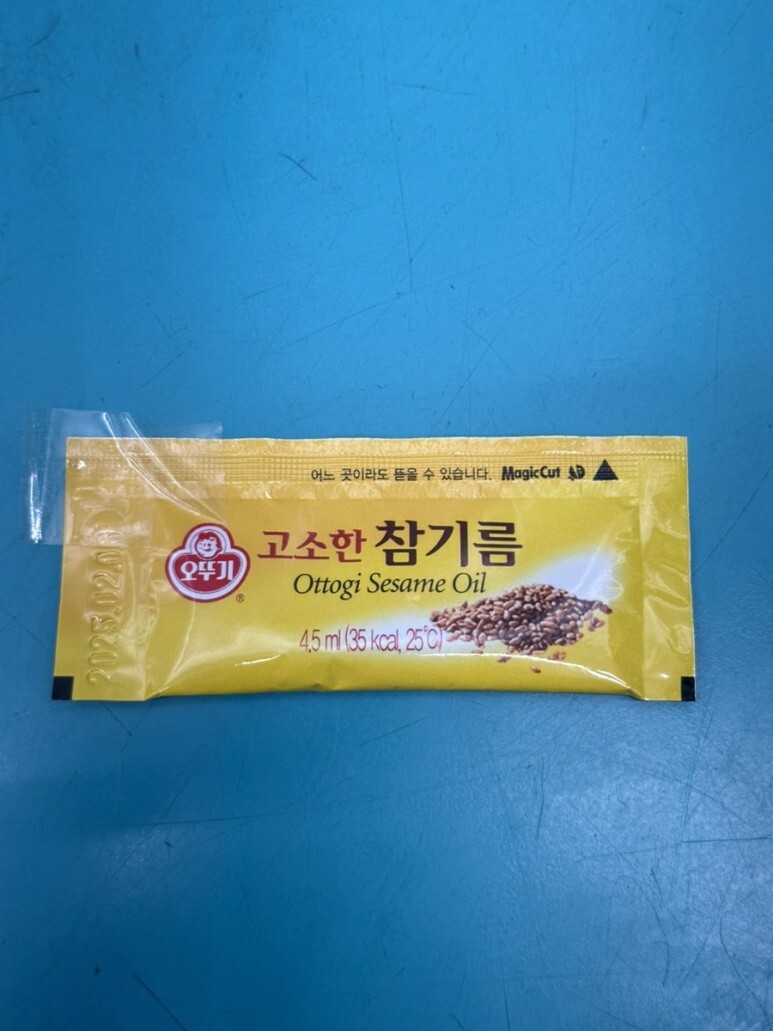 어느 곳이라도 뜯을 수 있습니다. MagicCut
오뚜기
®
고소한 참기름
Ottogi Sesame Oil
4.5 ml (35 kcal, 25℃)